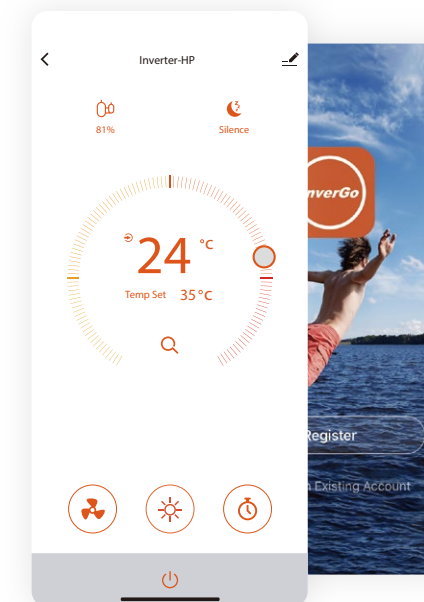 Inverter-HP
81%
Silence
24 °C
Temp Set 35°C
nverGo
Register
Existing Account